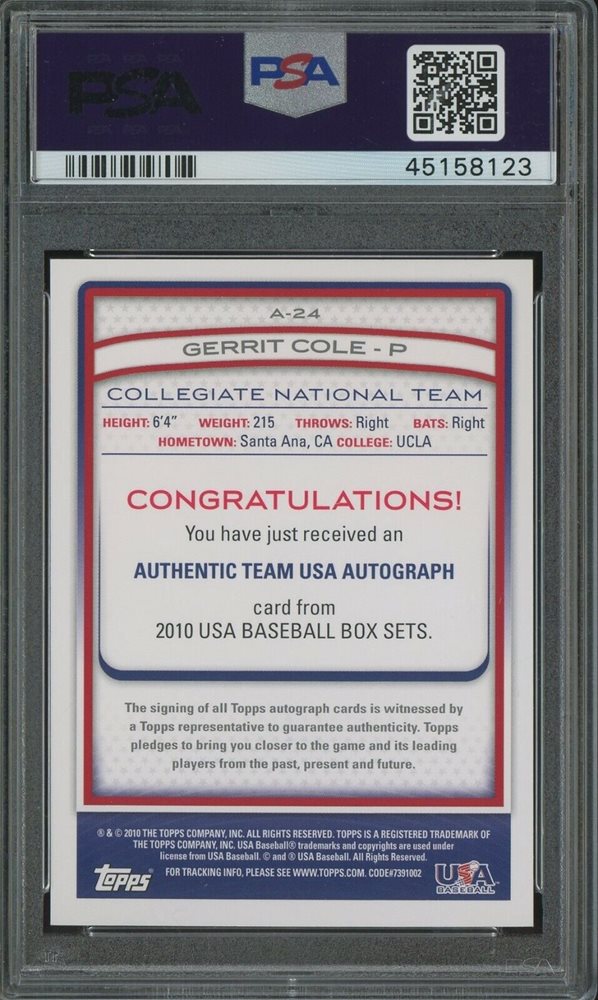 PSA
PSA
45158123
A-24
GERRIT COLE - P
COLLEGIATE NATIONAL TEAM
HEIGHT: 6'4" WEIGHT: 215 THROWS: Right BATS: Right
HOMETOWN: Santa Ana, CA COLLEGE: UCLA
CONGRATULATIONS!
You have just received an
AUTHENTIC TEAM USA AUTOGRAPH
card from
2010 USA BASEBALL BOX SETS.
The signing of all Topps autograph cards is witnessed by
a Topps representative to guarantee authenticity. Topps
pledges to bring you closer to the game and its leading
players from the past, present and future.
® & © 2010 THE TOPPS COMPANY, INC. ALL RIGHTS RESERVED. TOPPS IS A REGISTERED TRADEMARK OF
THE TOPPS COMPANY, INC. USA Baseball® trademarks and copyrights are used under
license from USA Baseball. © and ® USA Baseball. All Rights Reserved.
FOR TRACKING INFO, PLEASE SEE WWW.TOPPS.COM. CODE#7391002
topps
USA
BASEBALL
PSA